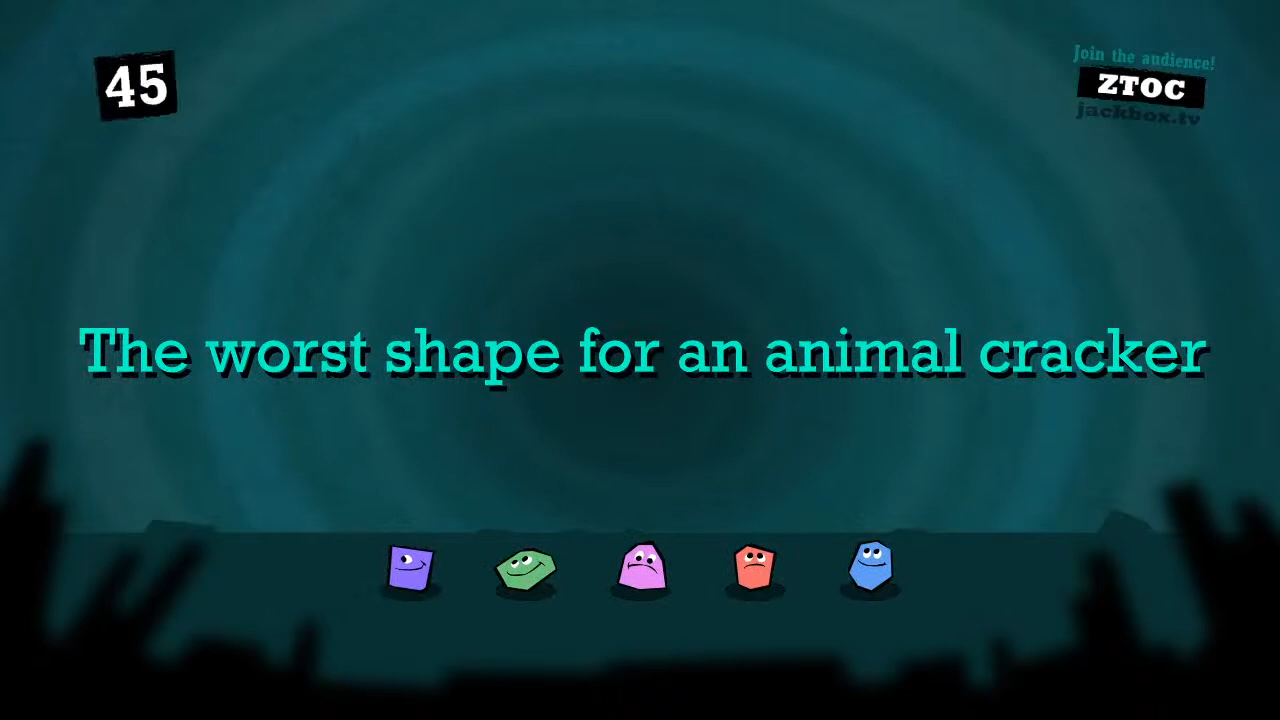 45
Join the audience!
ZTOC
jackbox.tv
The worst shape for an animal cracker